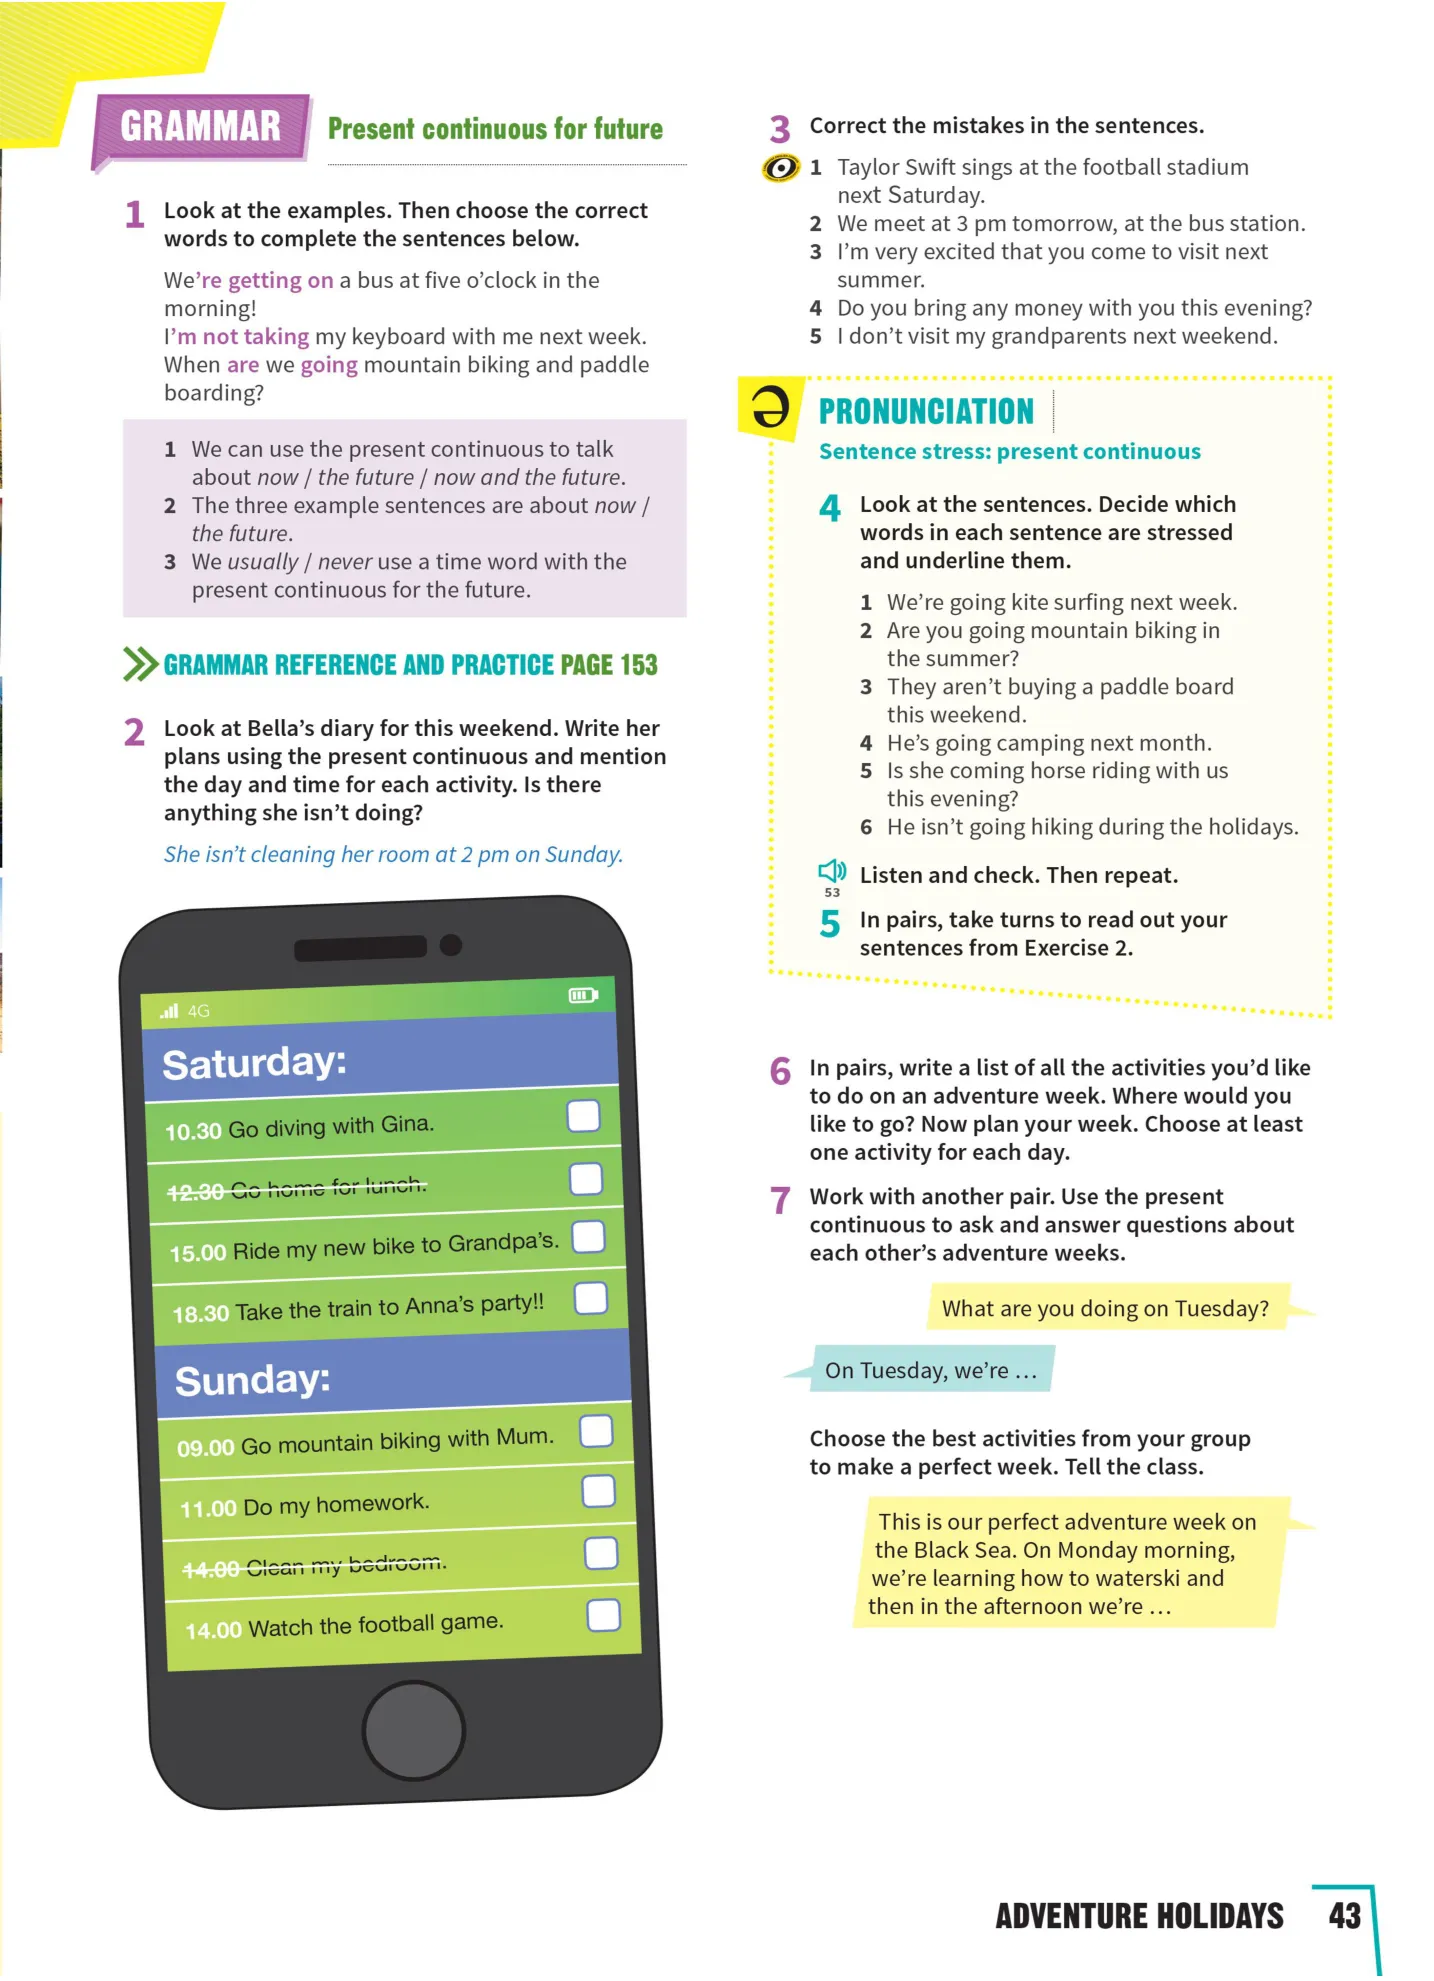 GRAMMAR
Present continuous for future
1 Look at the examples. Then choose the correct
words to complete the sentences below.
We're getting on a bus at five o'clock in the
morning!
I'm not taking my keyboard with me next week.
When are we going mountain biking and paddle
boarding?
1 We can use the present continuous to talk
about now / the future / now and the future.
2 The three example sentences are about now /
the future.
3 We usually / never use a time word with the
present continuous for the future.
GRAMMAR REFERENCE AND PRACTICE PAGE 153
2 Look at Bella's diary for this weekend. Write her
plans using the present continuous and mention
the day and time for each activity. Is there
anything she isn't doing?
She isn't cleaning her room at 2 pm on Sunday.
4G
Saturday:
10.30 Go diving with Gina.
12.30 Go home for lunch.
15.00 Ride my new bike to Grandpa's.
18.30 Take the train to Anna's party!!
Sunday:
09.00 Go mountain biking with Mum.
11.00 Do my homework.
14.00 Clean my bedroom.
14.00 Watch the football game.
3 Correct the mistakes in the sentences.
1 Taylor Swift sings at the football stadium
next Saturday.
2 We meet at 3 pm tomorrow, at the bus station.
3 I'm very excited that you come to visit next
summer.
4 Do you bring any money with you this evening?
5 I don't visit my grandparents next weekend.
ə PRONUNCIATION
Sentence stress: present continuous
4 Look at the sentences. Decide which
words in each sentence are stressed
and underline them.
1 We're going kite surfing next week.
2 Are you going mountain biking in
the summer?
3 They aren't buying a paddle board
this weekend.
4 He's going camping next month.
5 Is she coming horse riding with us
this evening?
6 He isn't going hiking during the holidays.
53 Listen and check. Then repeat.
5 In pairs, take turns to read out your
sentences from Exercise 2.
6 In pairs, write a list of all the activities you'd like
to do on an adventure week. Where would you
like to go? Now plan your week. Choose at least
one activity for each day.
7 Work with another pair. Use the present
continuous to ask and answer questions about
each other's adventure weeks.
What are you doing on Tuesday?
On Tuesday, we're …
Choose the best activities from your group
to make a perfect week. Tell the class.
This is our perfect adventure week on
the Black Sea. On Monday morning,
we're learning how to waterski and
then in the afternoon we're …
ADVENTURE HOLIDAYS 43